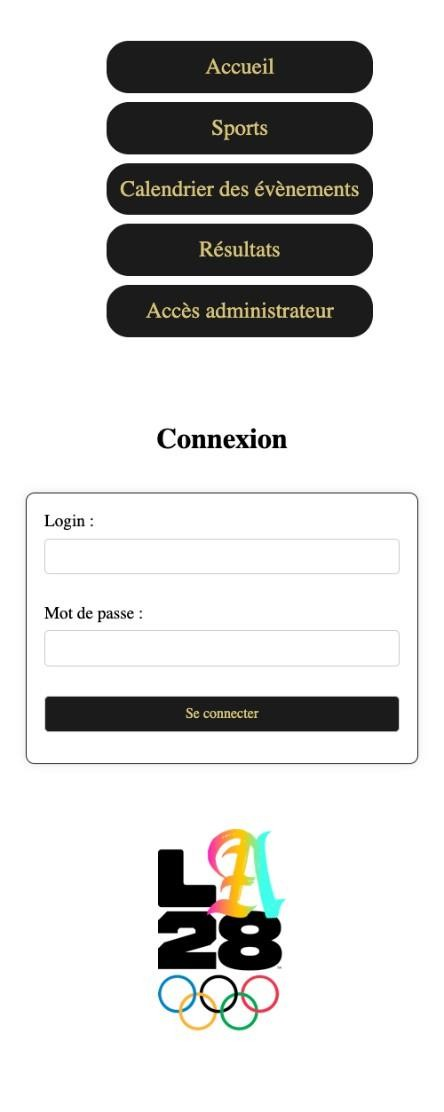 Accueil
Sports
Calendrier des évènements
Résultats
Accès administrateur
Connexion
Login :
Mot de passe :
Se connecter
LA
28